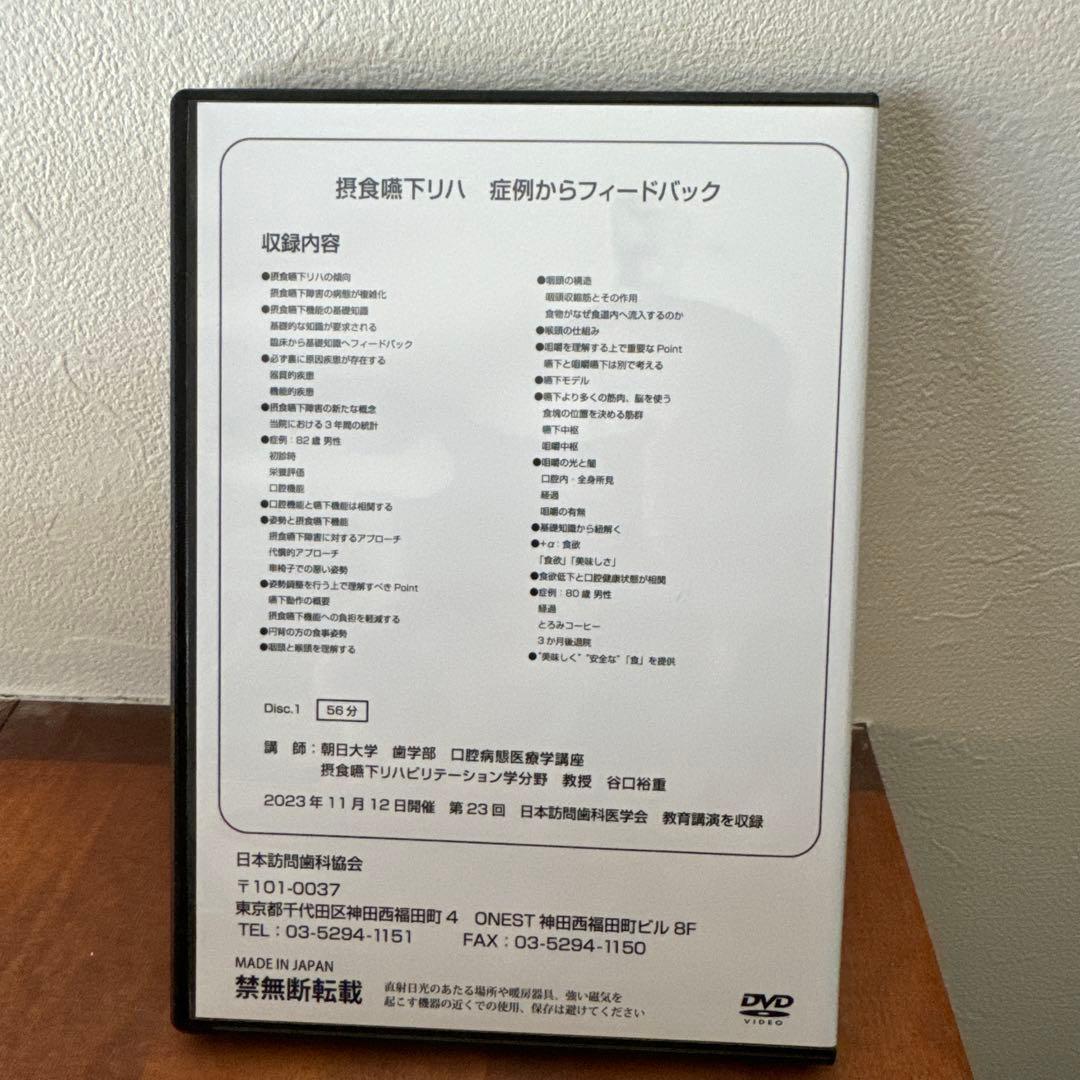 摂食嚥下リハ　症例からフィードバック
収録内容
●摂食嚥下リハの傾向
摂食嚥下障害の病態が複雑化
●摂食嚥下機能の基礎知識
基礎的な知識が要求される
臨床から基礎知識へフィードバック
●必ず裏に原因疾患が存在する
器質的疾患
機能的疾患
●摂食嚥下障害の新たな概念
当院における3年間の統計
●症例：82歳 男性
初診時
栄養評価
口腔機能
●口腔機能と嚥下機能は相関する
●姿勢と摂食嚥下機能
摂食嚥下障害に対するアプローチ
代償的アプローチ
車椅子での悪い姿勢
●姿勢調整を行う上で理解すべきPoint
嚥下動作の概要
摂食嚥下機能への負担を軽減する
●円背の方の食事姿勢
●咽頭と喉頭を理解する
●咽頭の構造
咽頭収縮筋とその作用
食物がなぜ食道内へ流入するのか
●喉頭の仕組み
●咀嚼を理解する上で重要なPoint
嚥下と咀嚼嚥下は別で考える
●嚥下モデル
●嚥下より多くの筋肉、脳を使う
食塊の位置を決める筋群
嚥下中枢
咀嚼中枢
●咀嚼の光と闇
口腔内・全身所見
経過
咀嚼の有無
●基礎知識から紐解く
●+α：食欲
「食欲」「美味しさ」
●食欲低下と口腔健康状態が相関
●症例：80歳 男性
経過
とろみコーヒー
3か月後退院
●"美味しく" "安全な"「食」を提供
Disc.1　56分
講　師：朝日大学　歯学部　口腔病態医療学講座
摂食嚥下リハビリテーション学分野　教授　谷口裕重
2023年11月12日開催　第23回　日本訪問歯科医学会　教育講演を収録
日本訪問歯科協会
〒101-0037
東京都千代田区神田西福田町4　ONEST神田西福田町ビル8F
TEL：03-5294-1151　FAX：03-5294-1150
MADE IN JAPAN
禁無断転載
直射日光のあたる場所や暖房器具、強い磁気を
起こす機器の近くでの使用、保存は避けてください
DVD
VIDEO